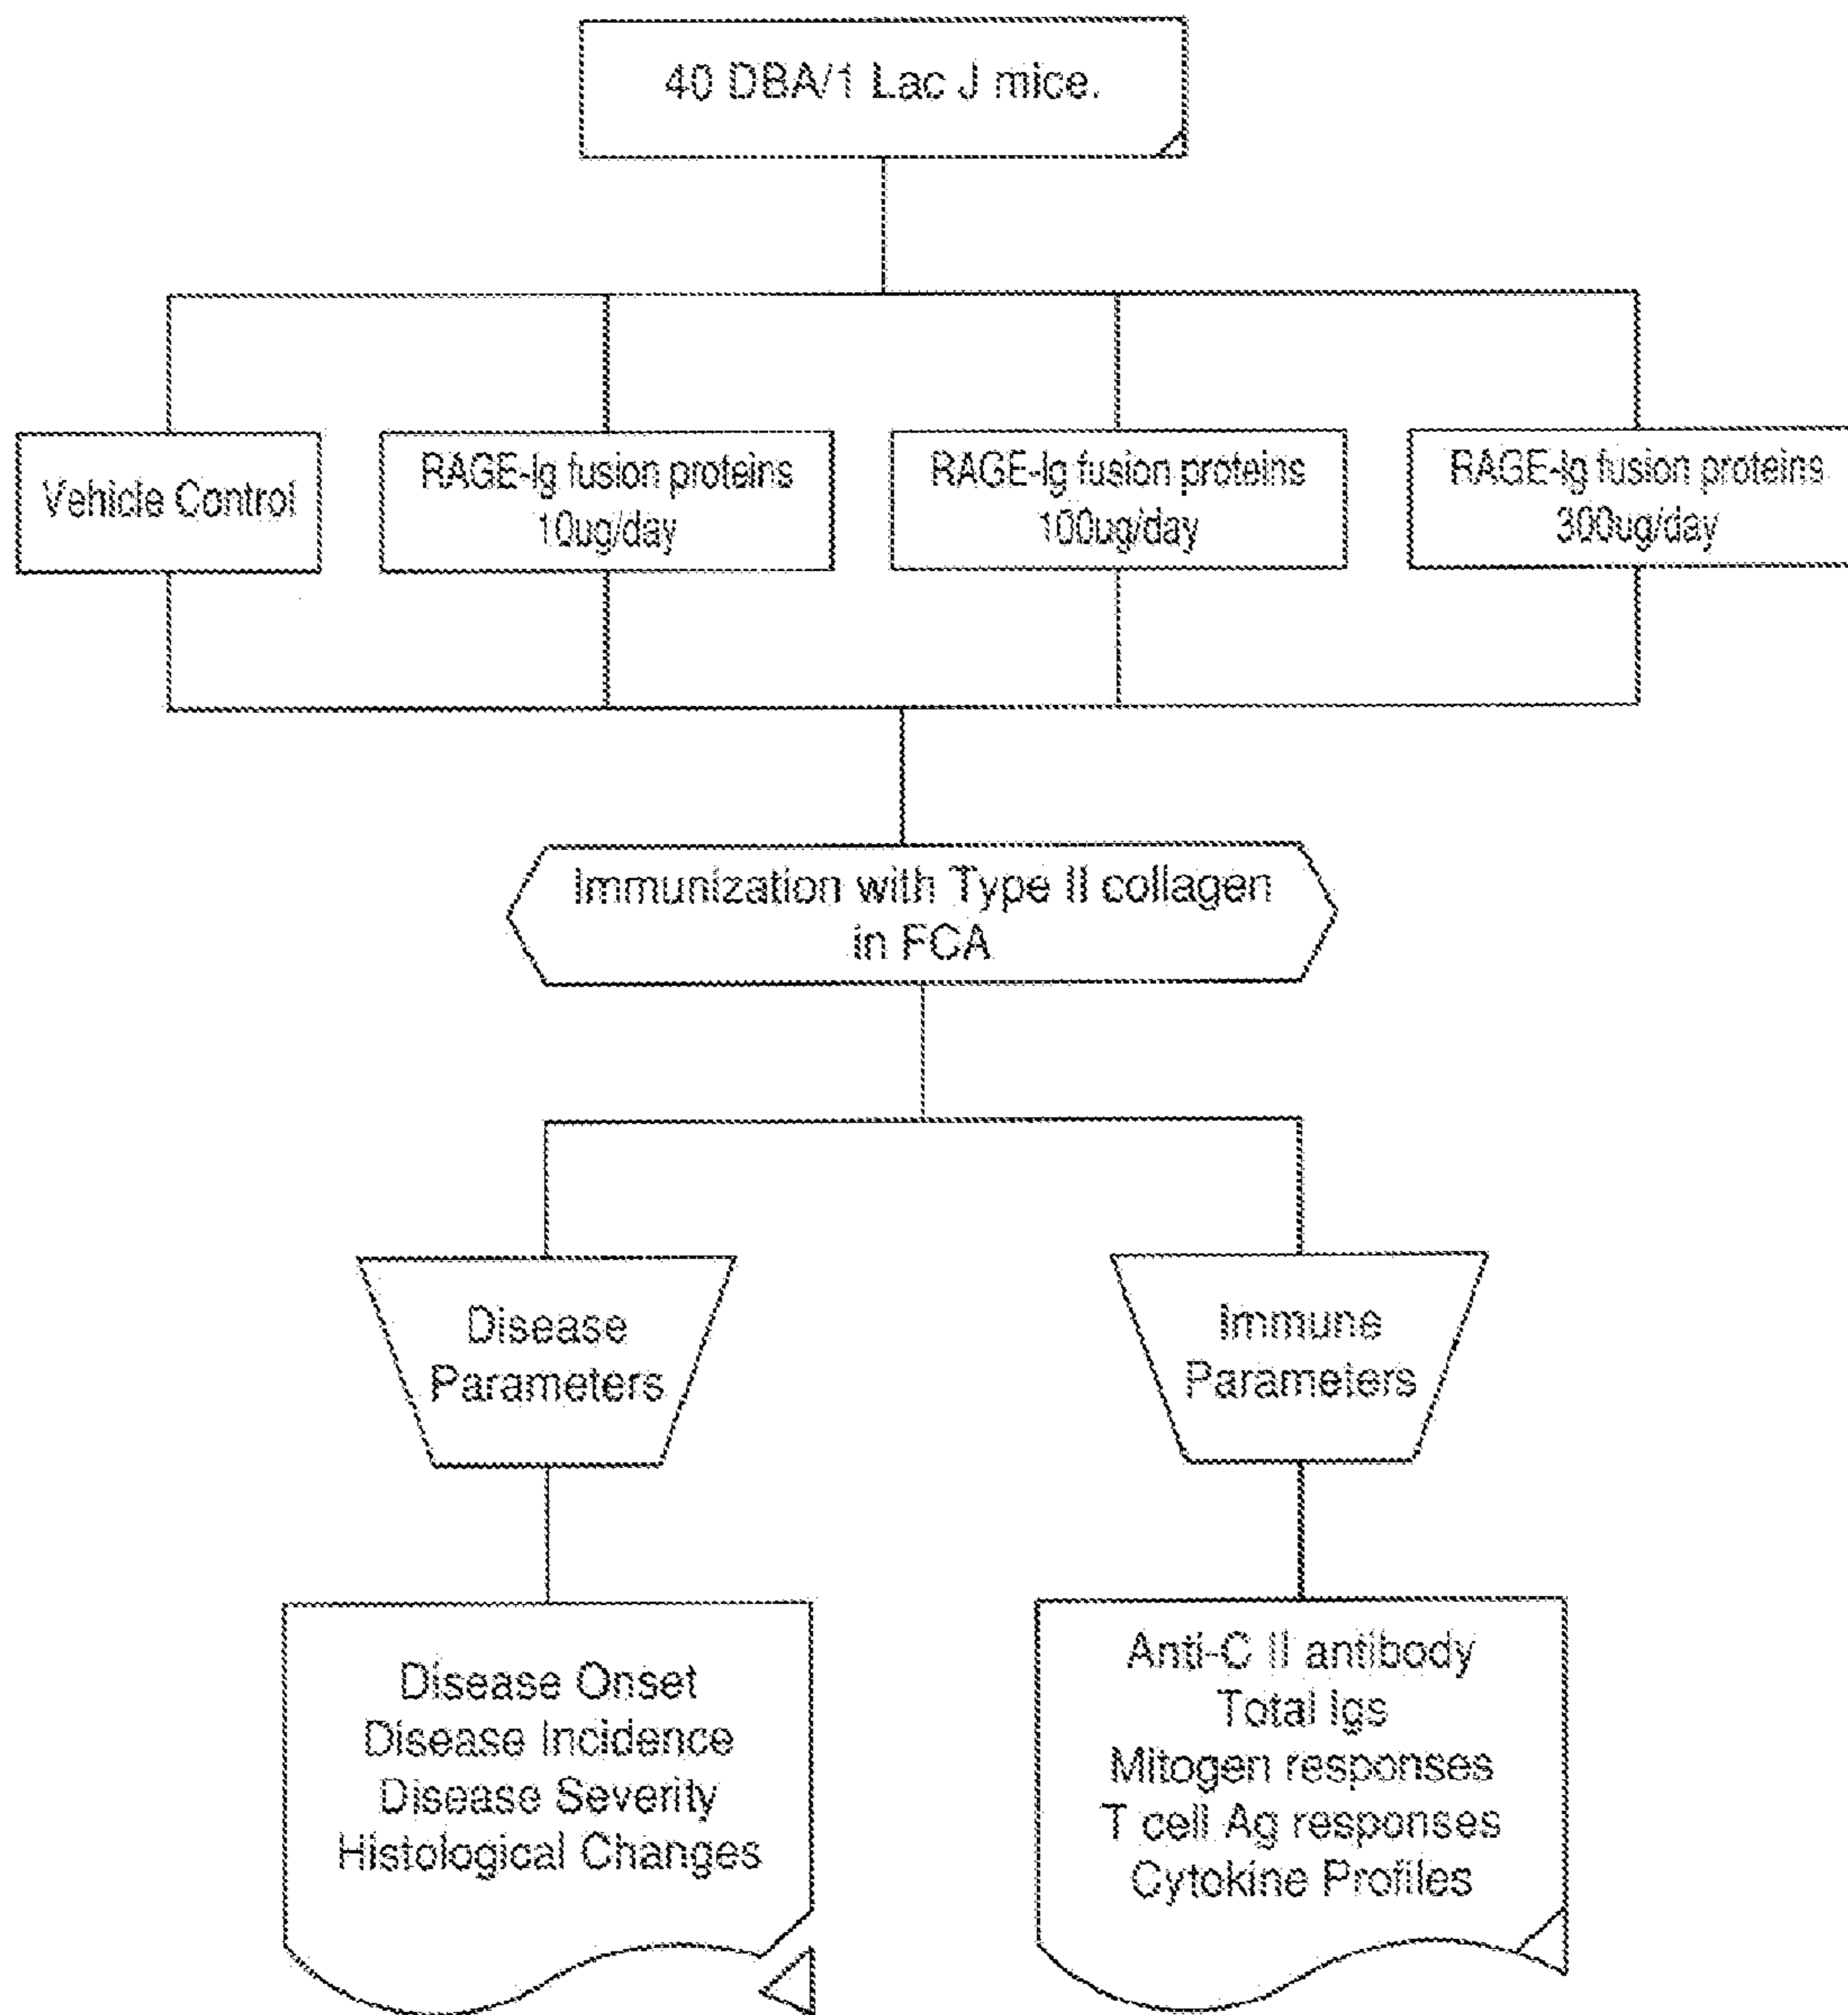 40 DBA/1 Lac J mice.
Vehicle Control
RAGE-Ig fusion proteins
10ug/day
RAGE-Ig fusion proteins
100ug/day
RAGE-Ig fusion proteins
300ug/day
Immunization with Type II collagen
in FCA
Disease
Parameters
Immune
Parameters
Disease Onset
Disease Incidence
Disease Severity
Histological Changes
Anti-C II antibody
Total Igs
Mitogen responses
T cell Ag responses
Cytokine Profiles